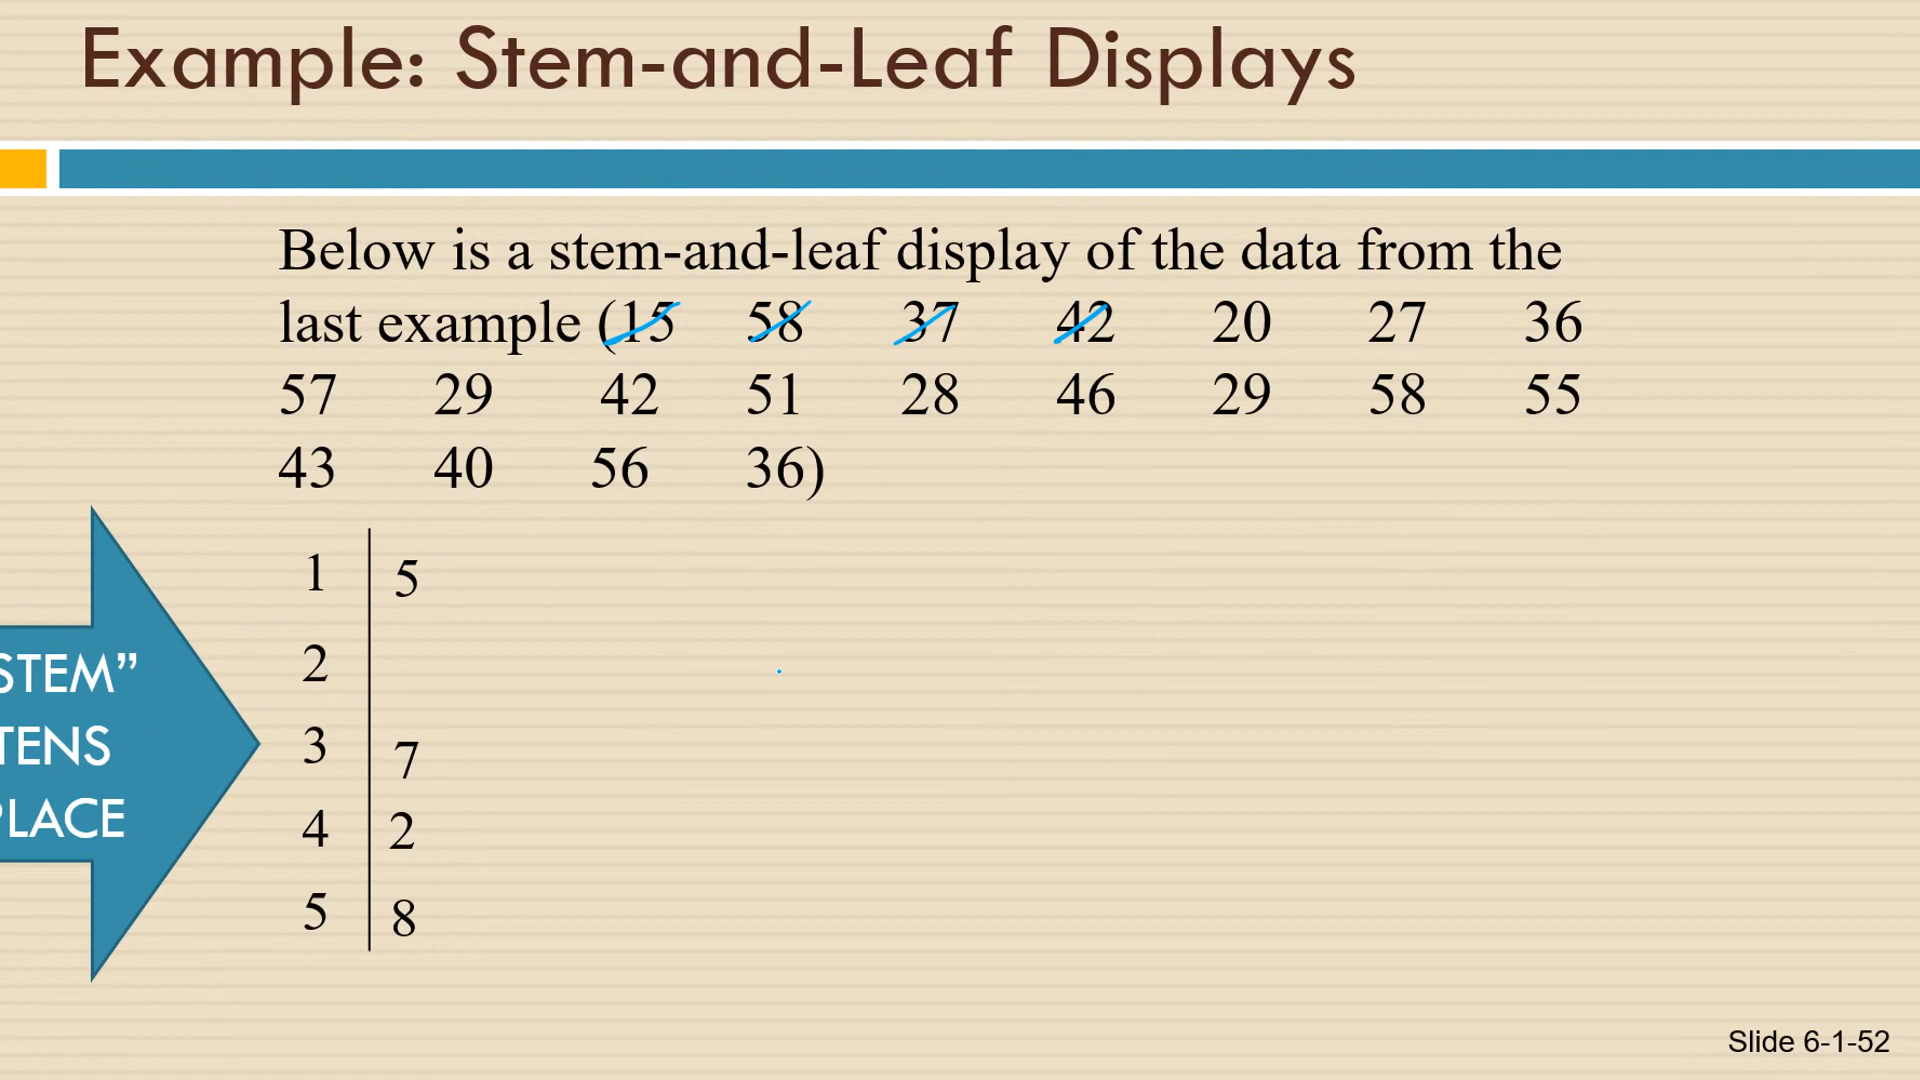 Example: Stem-and-Leaf Displays
Below is a stem-and-leaf display of the data from the
last example (15 58 37 42 20 27 36
57 29 42 51 28 46 29 58 55
43 40 56 36)
1 5
2
3 7
4 2
5 8
STEM”
TENS
PLACE
Slide 6-1-52